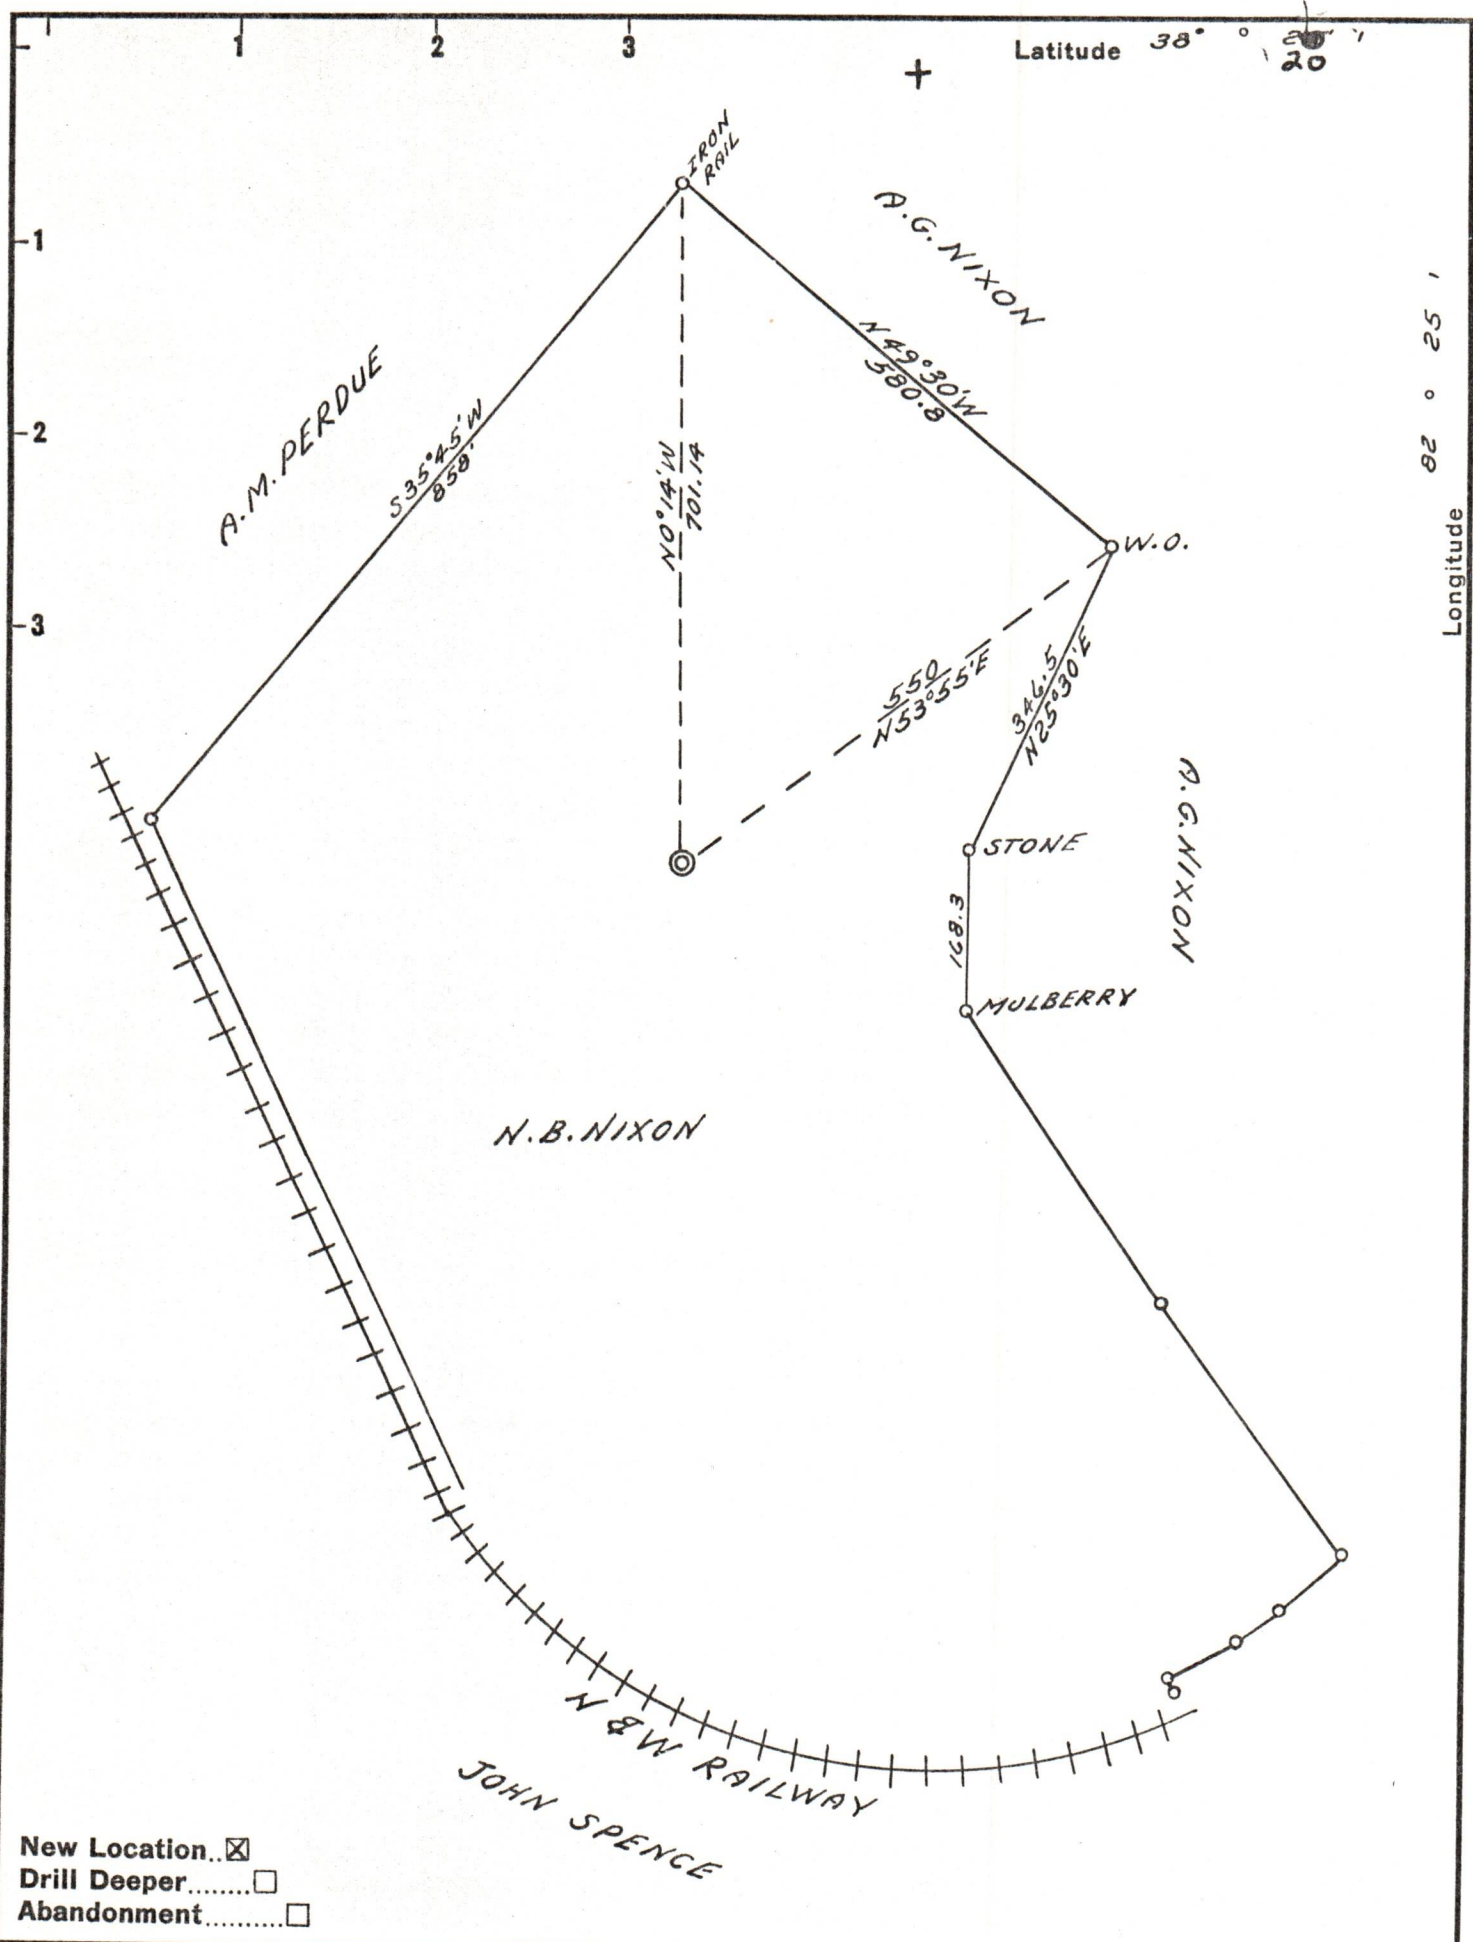 1 2 3
Latitude 38° 20'
IRON
RAIL
A.G. NIXON
1
N 49°30'W
580.8
82° 25'
Longitude
A.M. PERDUE
2
S35°45'W
858'
N0°14'W
701.14
W.O.
3
550
N53°55'E
346.5
N25°30'E
STONE
A.G. NIXON
168.3
MULBERRY
N.B. NIXON
N & W RAILWAY
JOHN SPENCE
New Location..☒
Drill Deeper........☐
Abandonment..........☐